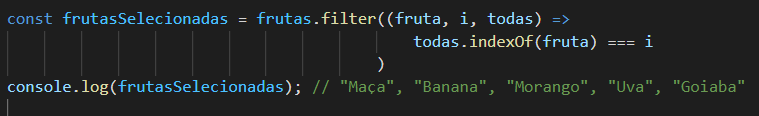 const frutasSelecionadas = frutas.filter((fruta, i, todas) =>
todas.indexOf(fruta) === i
)
console.log(frutasSelecionadas); // "Maça", "Banana", "Morango", "Uva", "Goiaba"